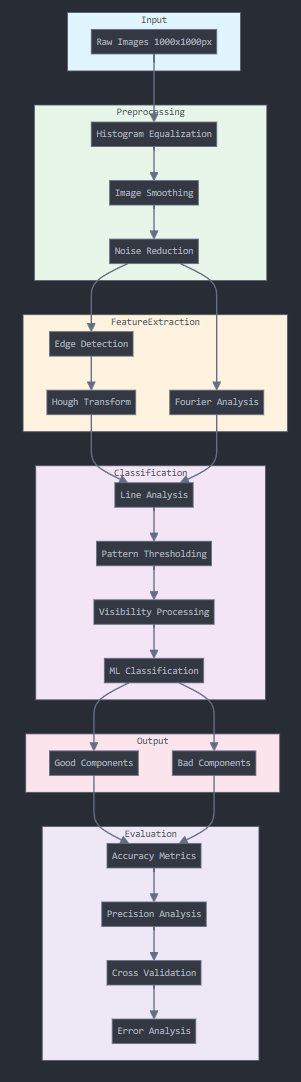 Input
Raw Images 1000x1000px
Preprocessing
Histogram Equalization
Image Smoothing
Noise Reduction
FeatureExtraction
Edge Detection
Hough Transform
Fourier Analysis
Classification
Line Analysis
Pattern Thresholding
Visibility Processing
ML Classification
Output
Good Components
Bad Components
Evaluation
Accuracy Metrics
Precision Analysis
Cross Validation
Error Analysis